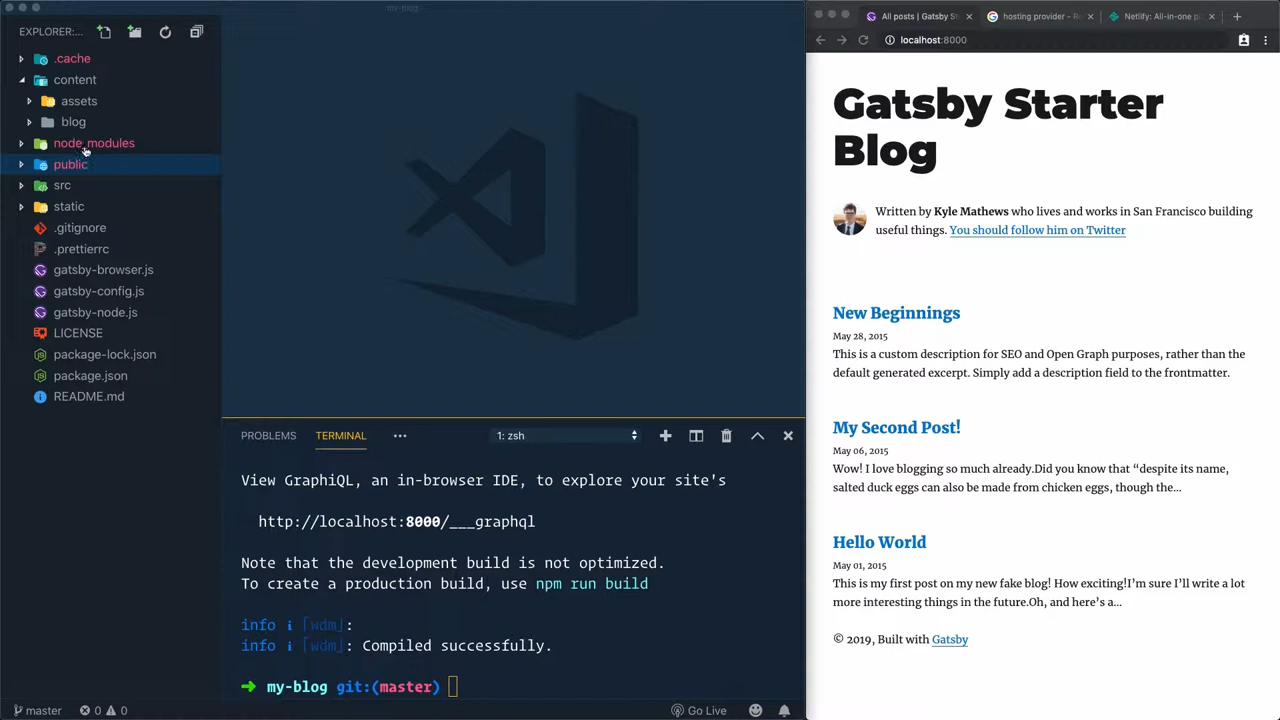 my-blog
EXPLORER:...
.cache
content
assets
blog
node_modules
public
src
static
.gitignore
.prettierrc
gatsby-browser.js
gatsby-config.js
gatsby-node.js
LICENSE
package-lock.json
package.json
README.md
PROBLEMS
TERMINAL
...
1: zsh
View GraphiQL, an in-browser IDE, to explore your site's
http://localhost:8000/___graphql
Note that the development build is not optimized.
To create a production build, use npm run build
info ℹ ｢wdm｣:
info ℹ ｢wdm｣: Compiled successfully.
➜ my-blog git:(master)
master
0
0
Go Live
All posts | Gatsby St
hosting provider - Re
Netlify: All-in-one pl
localhost:8000
Gatsby Starter
Blog
Written by Kyle Mathews who lives and works in San Francisco building
useful things. You should follow him on Twitter
New Beginnings
May 28, 2015
This is a custom description for SEO and Open Graph purposes, rather than the
default generated excerpt. Simply add a description field to the frontmatter.
My Second Post!
May 06, 2015
Wow! I love blogging so much already.Did you know that “despite its name,
salted duck eggs can also be made from chicken eggs, though the…
Hello World
May 01, 2015
This is my first post on my new fake blog! How exciting!I’m sure I’ll write a lot
more interesting things in the future.Oh, and here’s a…
© 2019, Built with Gatsby